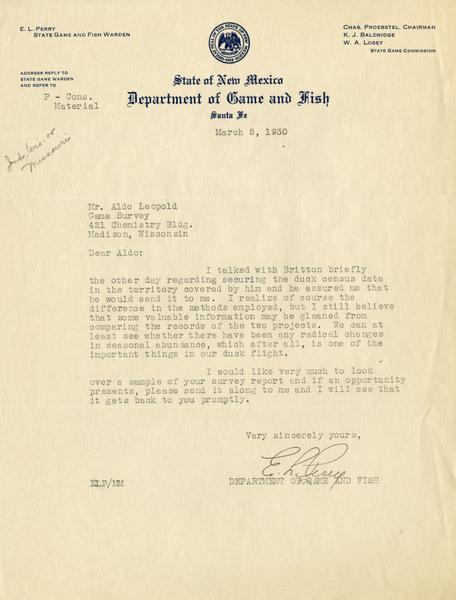 E. L. PERRY
STATE GAME AND FISH WARDEN
CHAS. PROEBSTEL, CHAIRMAN
K. J. BALDRIDGE
W. A. LOSEY
STATE GAME COMMISSION
ADDRESS REPLY TO
STATE GAME WARDEN
AND REFER TO
P - Cons.
Material
State of New Mexico
Department of Game and Fish
Santa Fe
March 5, 1930
Wis. or
Missouri
Mr. Aldo Leopold
Game Survey
421 Chemistry Bldg.
Madison, Wisconsin
Dear Aldo:
I talked with Britton briefly
the other day regarding securing the duck census data
in the territory covered by him and he assured me that
he would send it to me. I realize of course the
difference in the methods employed, but I still believe
that some valuable information may be gleaned from
comparing the records of the two projects. We can at
least see whether there have been any radical changes
in seasonal abundance, which after all, is one of the
important things in our duck flight.
I would like very much to look
over a sample of your survey report and if an opportunity
presents, please send it along to me and I will see that
it gets back to you promptly.
Very sincerely yours,
E. L. Perry
ELP/MM
DEPARTMENT OF GAME AND FISH